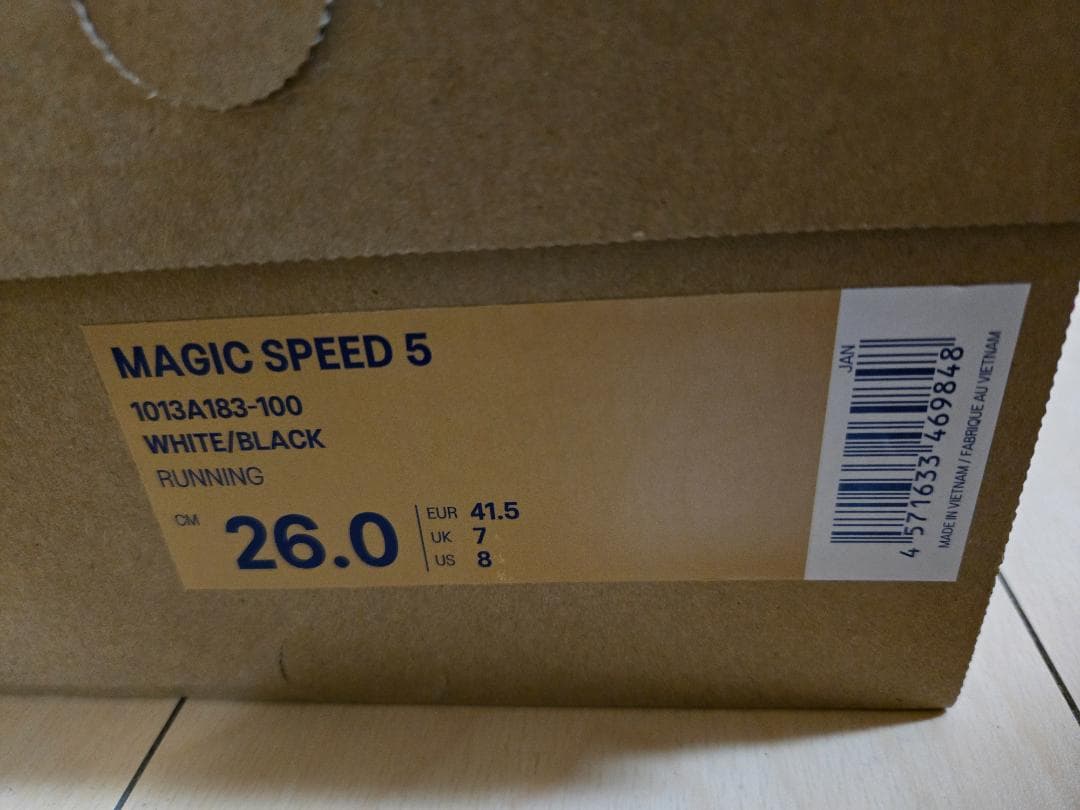 MAGIC SPEED 5
1013A183-100
WHITE/BLACK
RUNNING
CM 26.0
EUR 41.5
UK 7
US 8
JAN
4 571633 469848
MADE IN VIETNAM / FABRIQUE AU VIETNAM